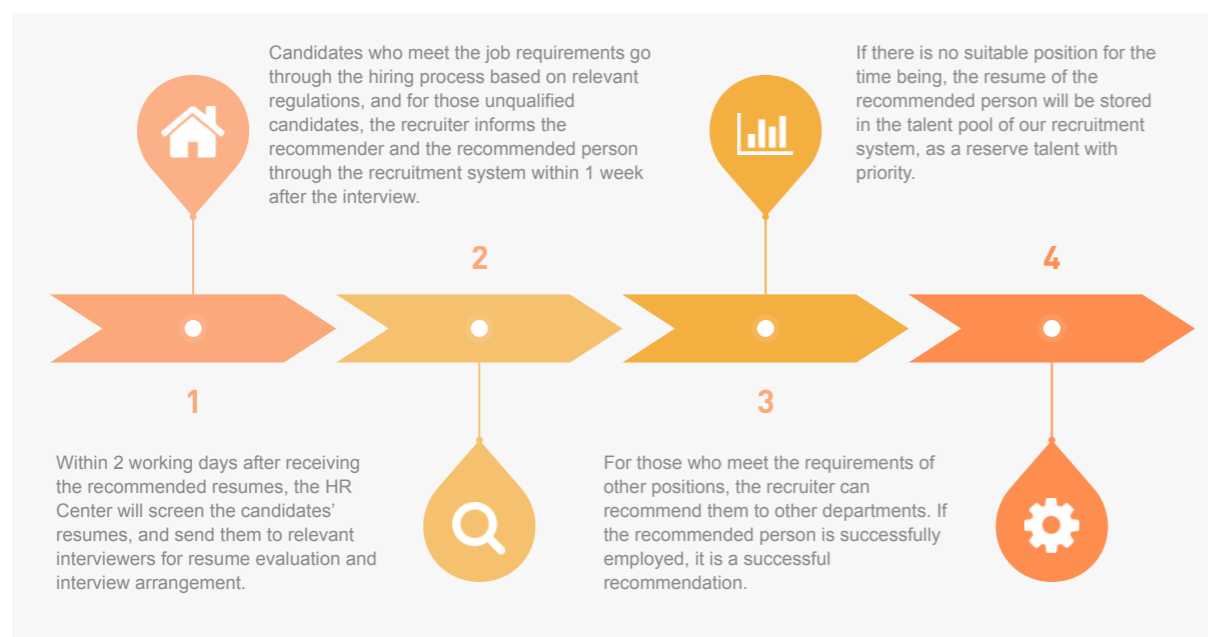 1
Within 2 working days after receiving
the recommended resumes, the HR
Center will screen the candidates’
resumes, and send them to relevant
interviewers for resume evaluation and
interview arrangement.
2
Candidates who meet the job requirements go
through the hiring process based on relevant
regulations, and for those unqualified
candidates, the recruiter informs the
recommender and the recommended person
through the recruitment system within 1 week
after the interview.
3
For those who meet the requirements of
other positions, the recruiter can
recommend them to other departments. If
the recommended person is successfully
employed, it is a successful
recommendation.
4
If there is no suitable position for the
time being, the resume of the
recommended person will be stored
in the talent pool of our recruitment
system, as a reserve talent with
priority.